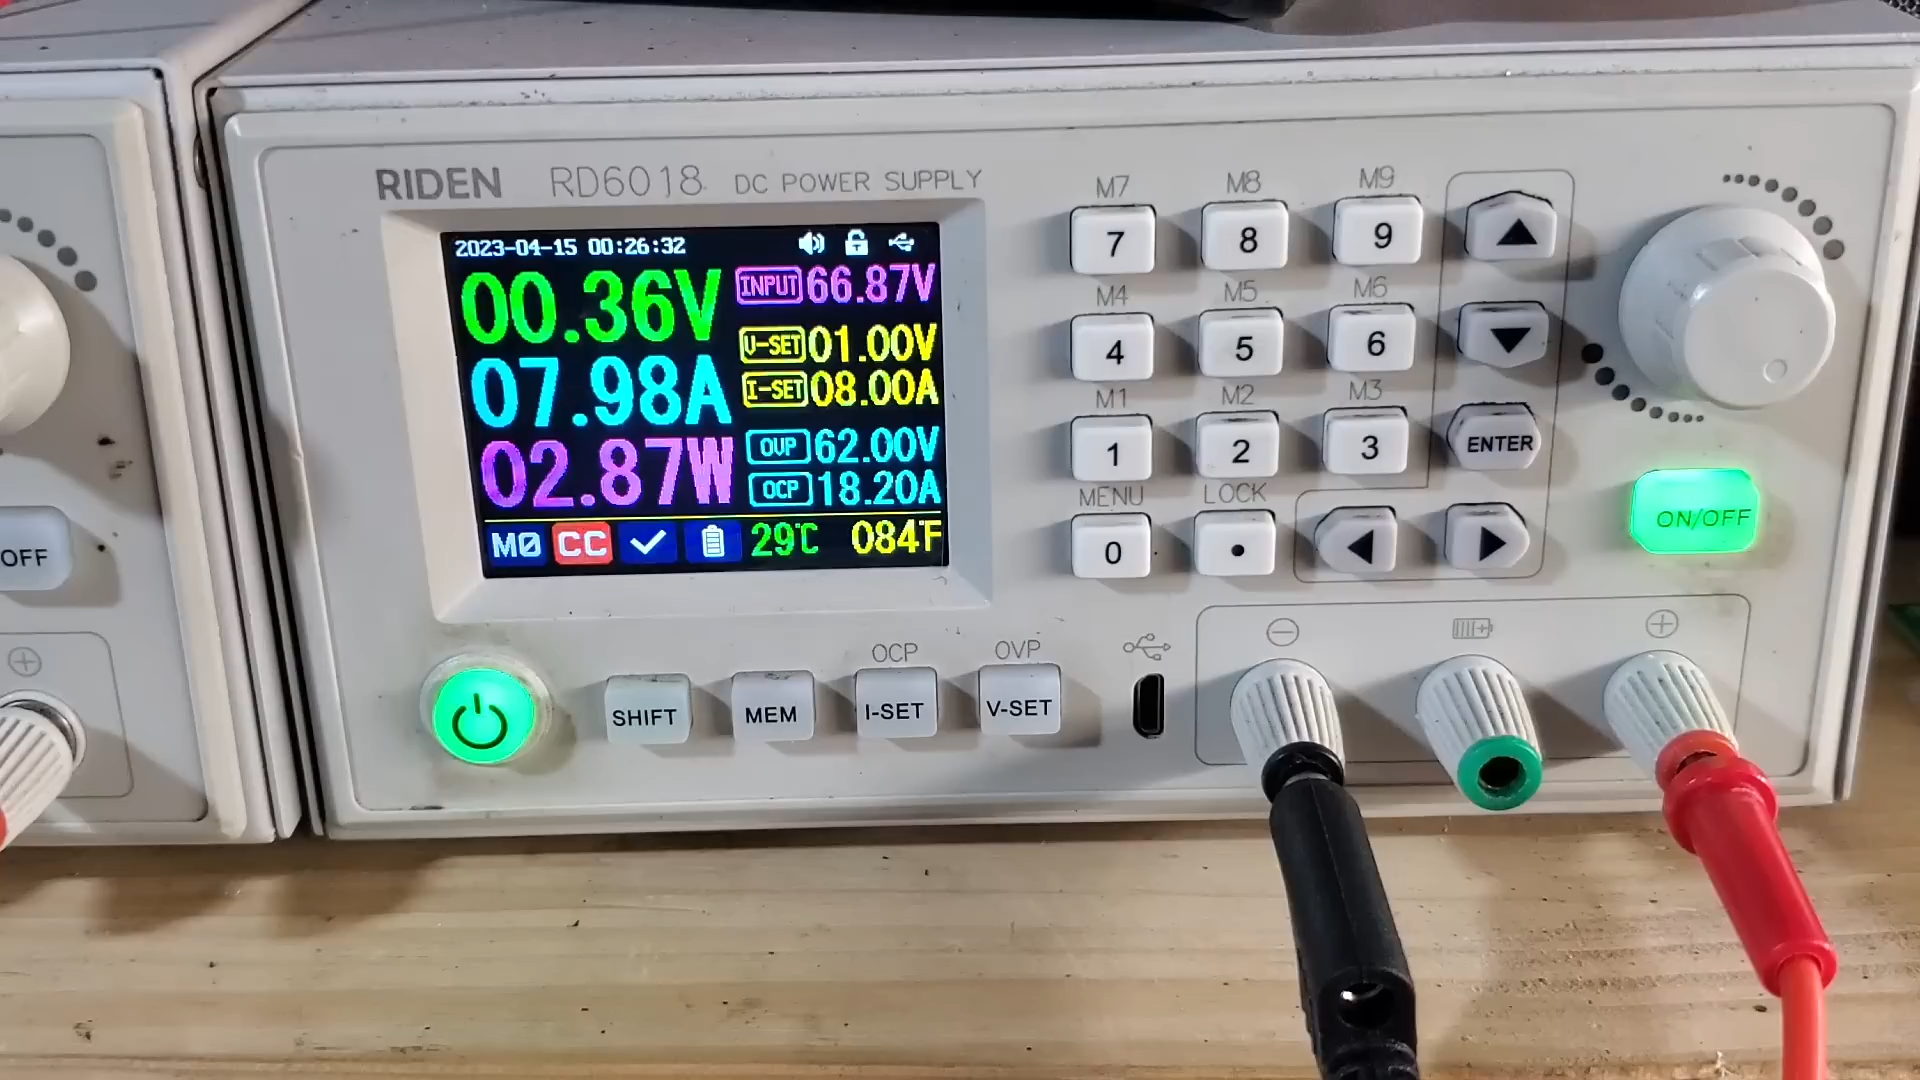 RIDEN RD6018 DC POWER SUPPLY
2023-04-15 00:26:32
00.36V
07.98A
02.87W
INPUT 66.87V
V-SET 01.00V
I-SET 08.00A
OVP 62.00V
OCP 18.20A
M0 CC 29℃ 084℉
M7 M8 M9
7 8 9
M4 M5 M6
4 5 6
M1 M2 M3
1 2 3
ENTER
MENU LOCK
0 •
ON/OFF
OCP OVP
SHIFT MEM I-SET V-SET
OFF